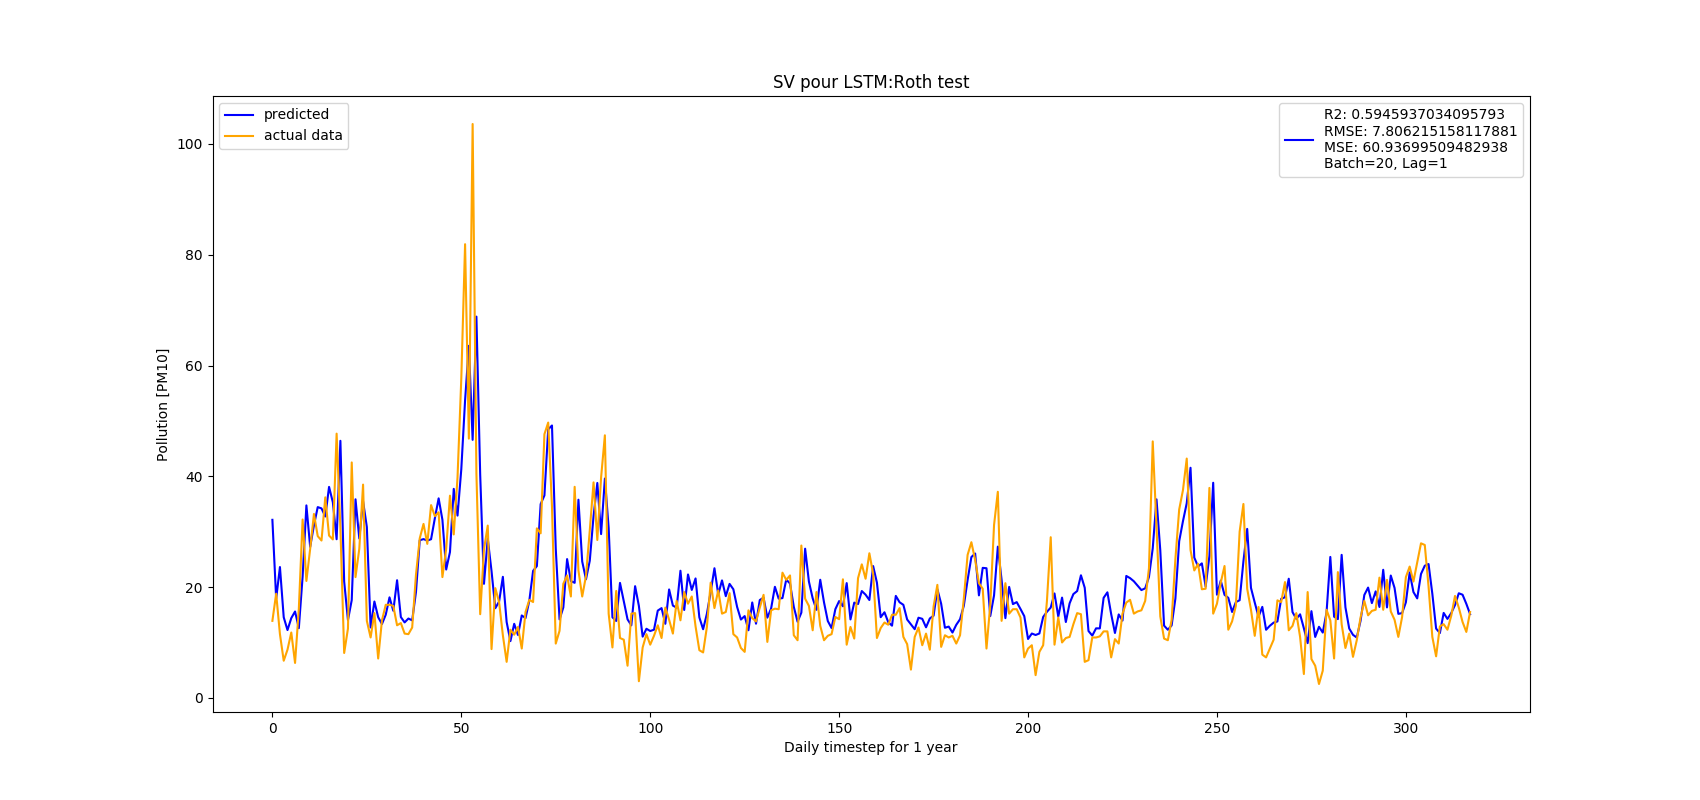 SV pour LSTM:Roth test
predicted
actual data
R2: 0.5945937034095793
RMSE: 7.806215158117881
MSE: 60.93699509482938
Batch=20, Lag=1
100
80
60
40
20
0
Pollution [PM10]
0 50 100 150 200 250 300
Daily timestep for 1 year